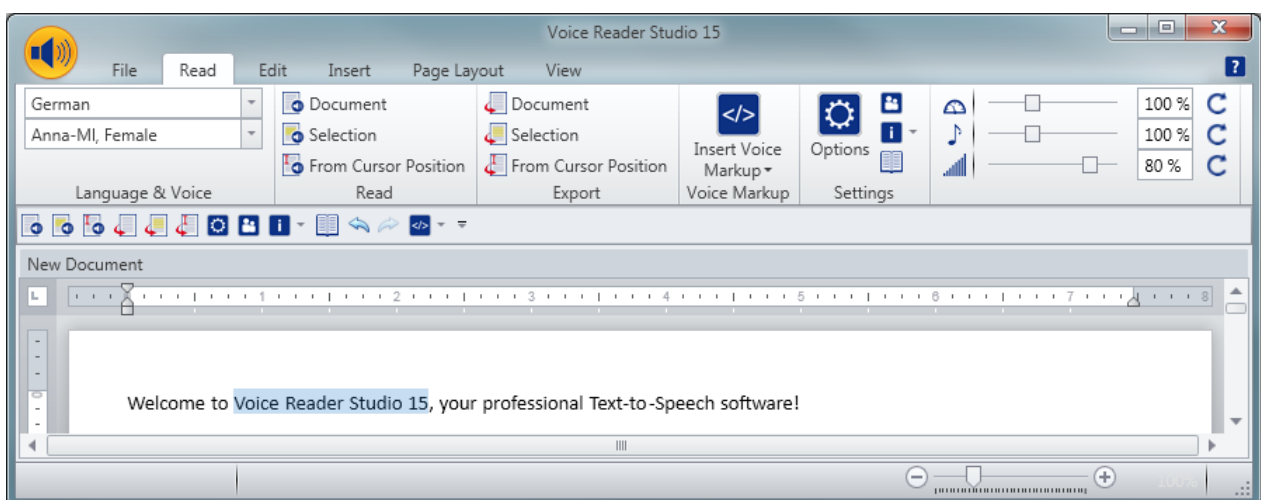 Voice Reader Studio 15
File Read Edit Insert Page Layout View
German
Anna-Ml, Female
Language & Voice
Document
Selection
From Cursor Position
Read
Document
Selection
From Cursor Position
Export
</>
Insert Voice
Markup
Voice Markup
Options
Settings
100 %
100 %
80 %
New Document
1 2 3 4 5 6 7 8
Welcome to Voice Reader Studio 15, your professional Text-to-Speech software!
100%